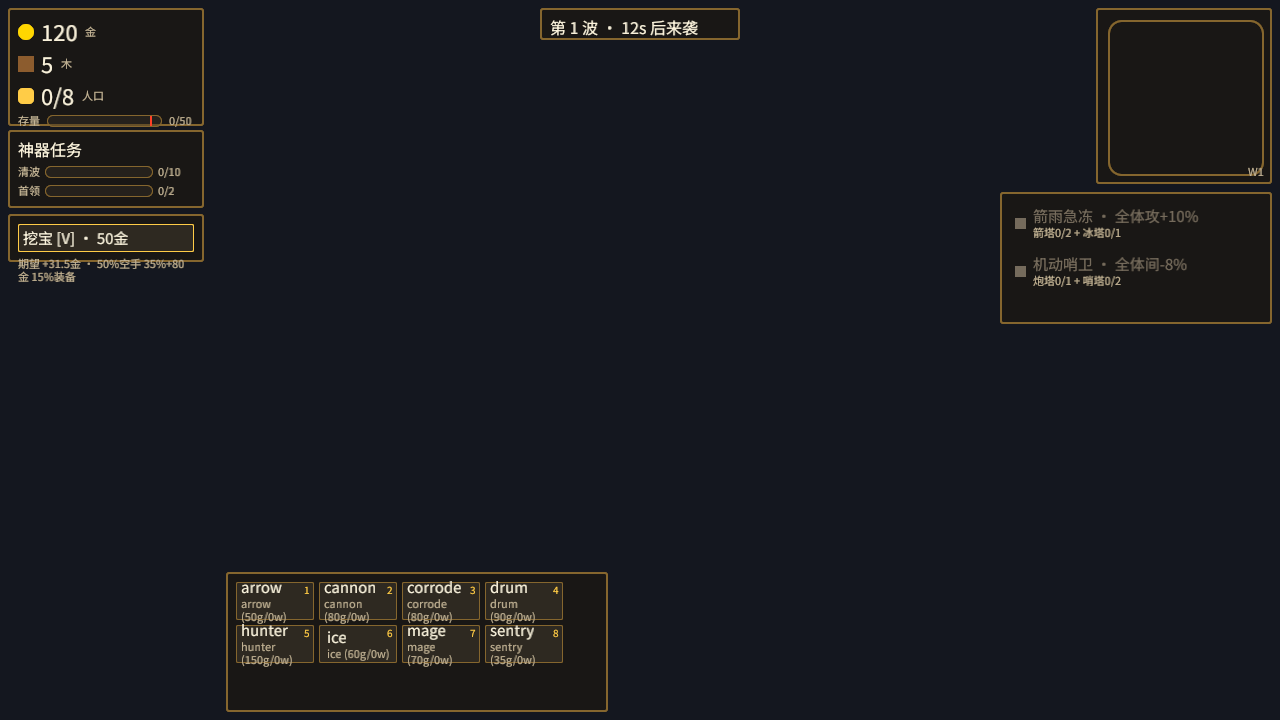 120 金
5 木
0/8 人口
存量 0/50
神器任务
清波 0/10
首领 0/2
挖宝 [V] · 50金
期望 +31.5金 · 50%空手 35%+80
金 15%装备
第 1 波 · 12s 后来袭
W1
箭雨急冻 · 全体攻+10%
箭塔0/2 + 冰塔0/1
机动哨卫 · 全体间-8%
炮塔0/1 + 哨塔0/2
arrow 1
arrow
(50g/0w)
cannon 2
cannon
(80g/0w)
corrode 3
corrode
(80g/0w)
drum 4
drum
(90g/0w)
hunter 5
hunter
(150g/0w)
ice 6
ice (60g/0w)
mage 7
mage
(70g/0w)
sentry 8
sentry
(35g/0w)